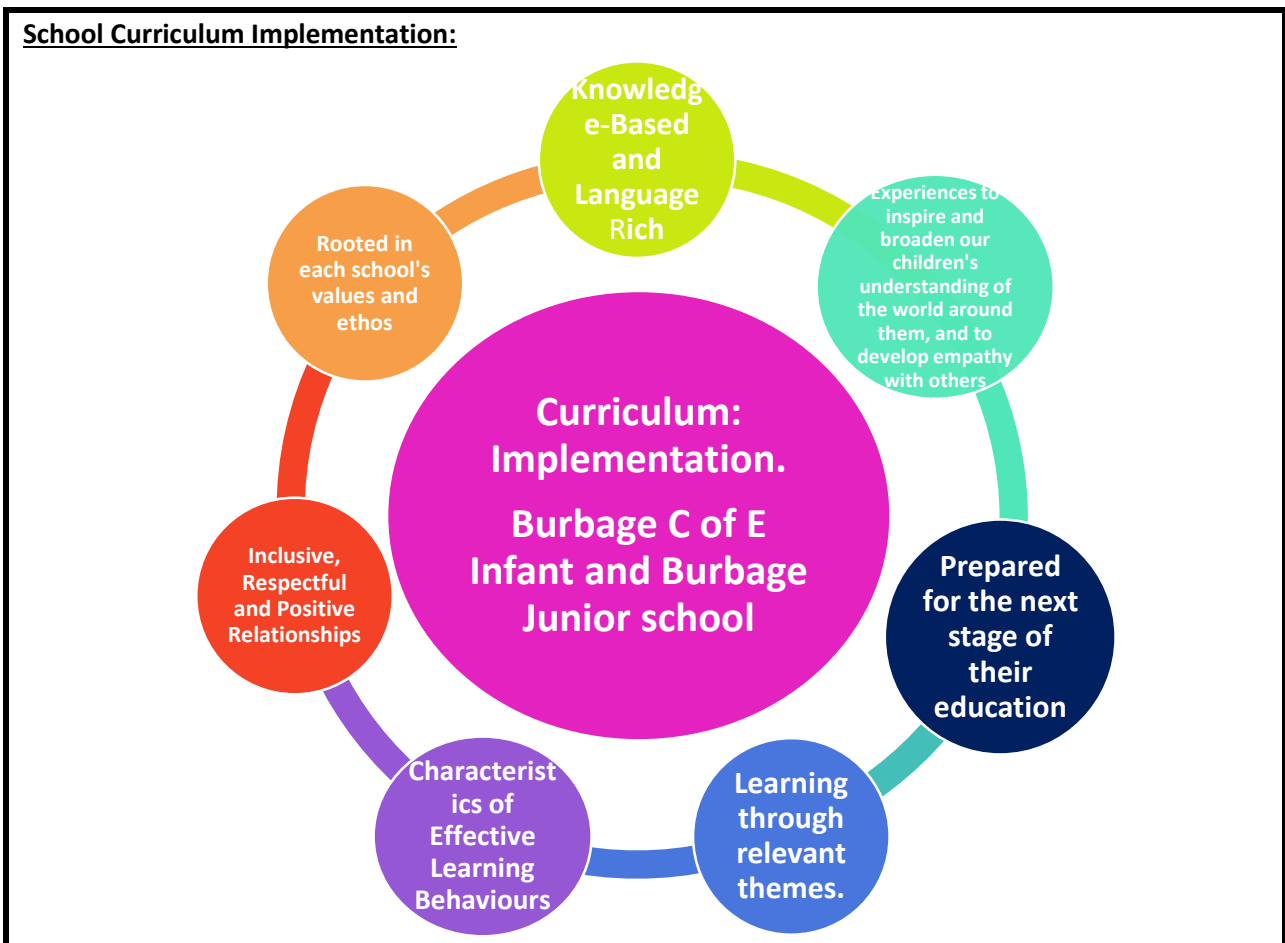 School Curriculum Implementation:
Knowledg
e-Based
and
Language
Rich
Experiences to
inspire and
broaden our
children's
understanding of
the world around
them, and to
develop empathy
with others
Prepared
for the next
stage of
their
education
Learning
through
relevant
themes.
Characterist
ics of
Effective
Learning
Behaviours
Inclusive,
Respectful
and Positive
Relationships
Rooted in
each school's
values and
ethos
Curriculum:
Implementation.
Burbage C of E
Infant and Burbage
Junior school